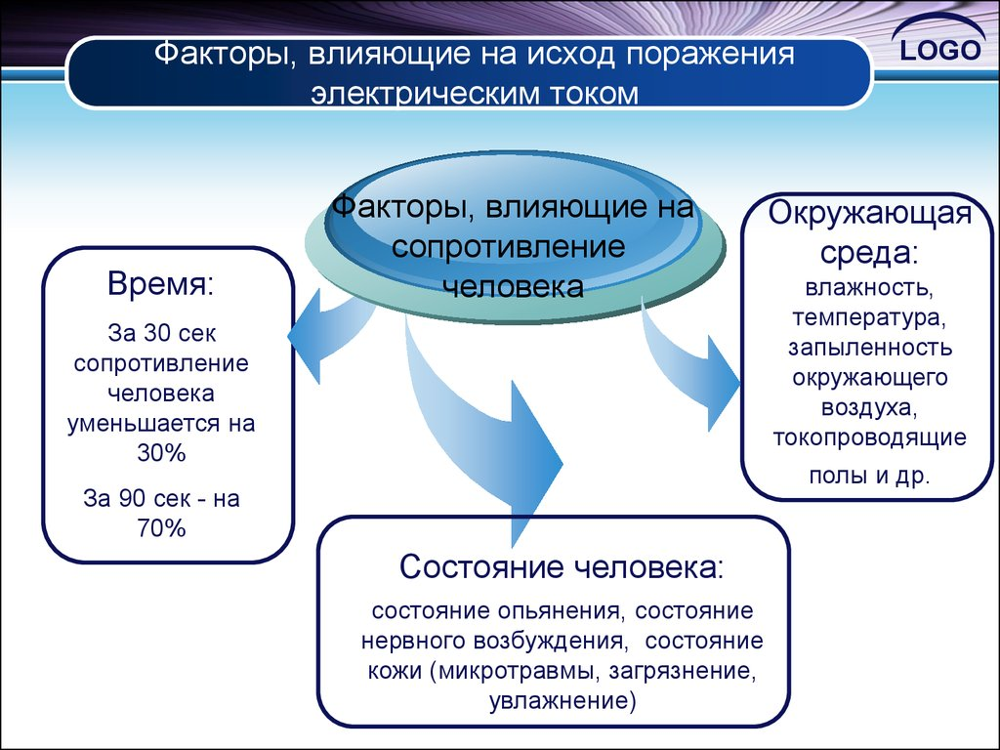 Факторы, влияющие на исход поражения
электрическим током
LOGO
Факторы, влияющие на
сопротивление
человека
Время:
За 30 сек
сопротивление
человека
уменьшается на
30%
За 90 сек - на
70%
Окружающая
среда:
влажность,
температура,
запыленность
окружающего
воздуха,
токопроводящие
полы и др.
Состояние человека:
состояние опьянения, состояние
нервного возбуждения, состояние
кожи (микротравмы, загрязнение,
увлажнение)